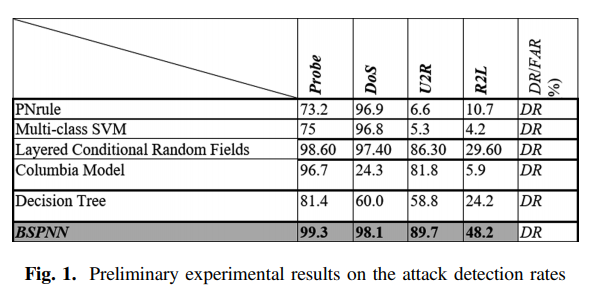 Probe DoS U2R R2L DR/FAR %)
PNrule 73.2 96.9 6.6 10.7 DR
Multi-class SVM 75 96.8 5.3 4.2 DR
Layered Conditional Random Fields 98.60 97.40 86.30 29.60 DR
Columbia Model 96.7 24.3 81.8 5.9 DR
Decision Tree 81.4 60.0 58.8 24.2 DR
BSPNN 99.3 98.1 89.7 48.2 DR
Fig. 1. Preliminary experimental results on the attack detection rates